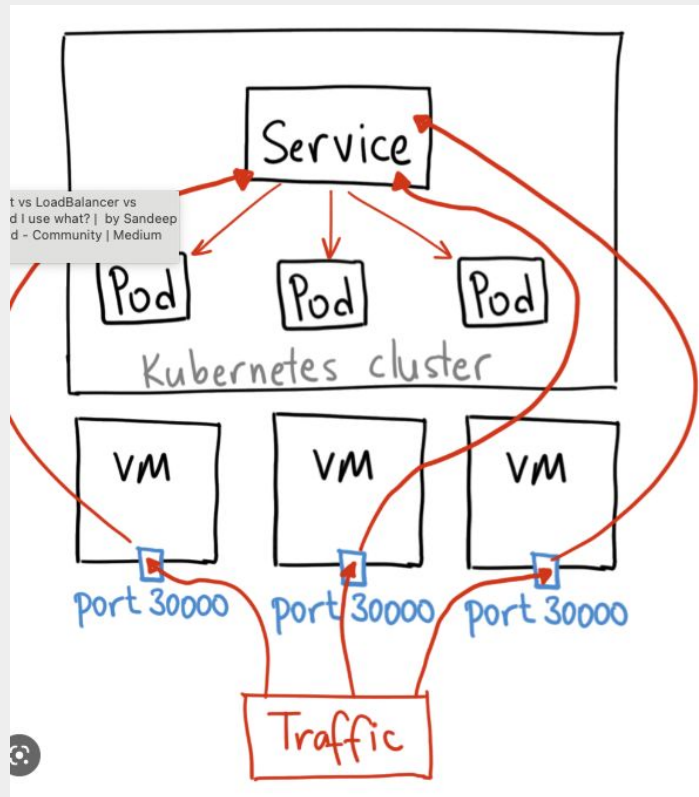 Service
t vs LoadBalancer vs
d I use what? | by Sandeep
d - Community | Medium
Pod
Pod
Pod
Kubernetes cluster
VM
VM
VM
port 30000
port 30000
port 30000
Traffic